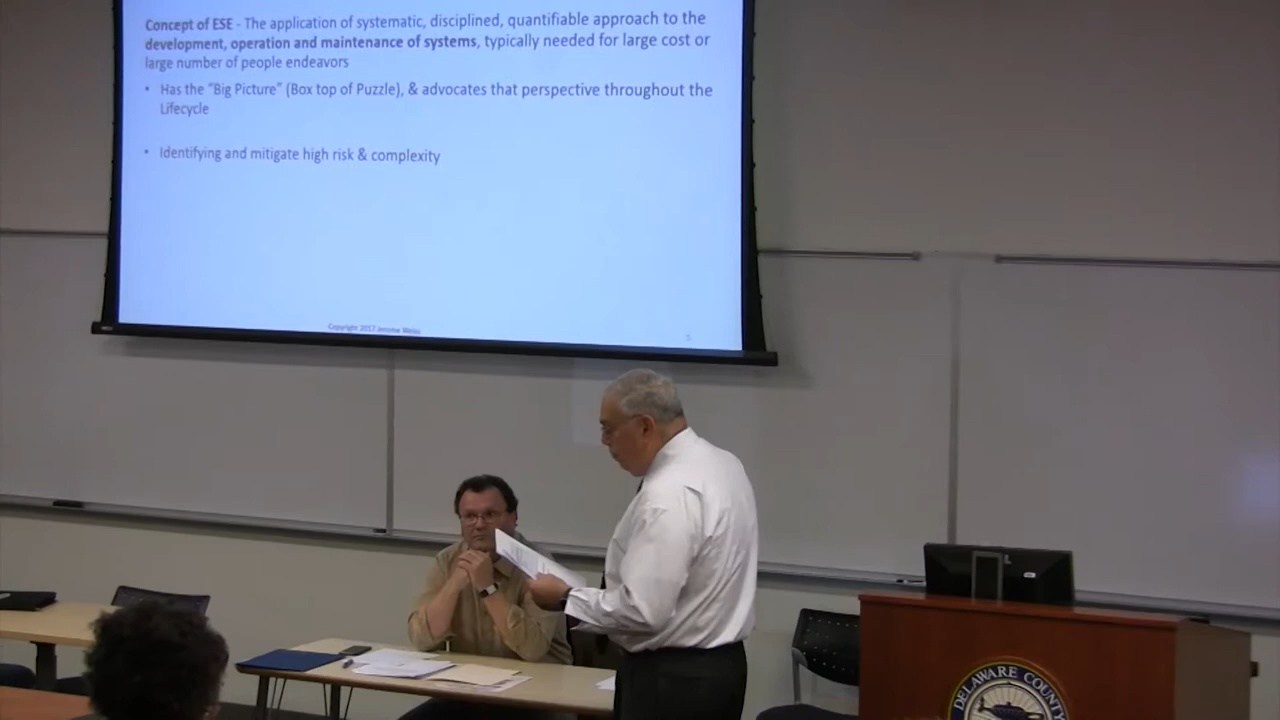 Concept of ESE - The application of systematic, disciplined, quantifiable approach to the
development, operation and maintenance of systems, typically needed for large cost or
large number of people endeavors
• Has the "Big Picture" (Box top of Puzzle), & advocates that perspective throughout the
Lifecycle
• Identifying and mitigate high risk & complexity
Copyright 2017 Jerome Weiss
5
DELAWARE COUNTY